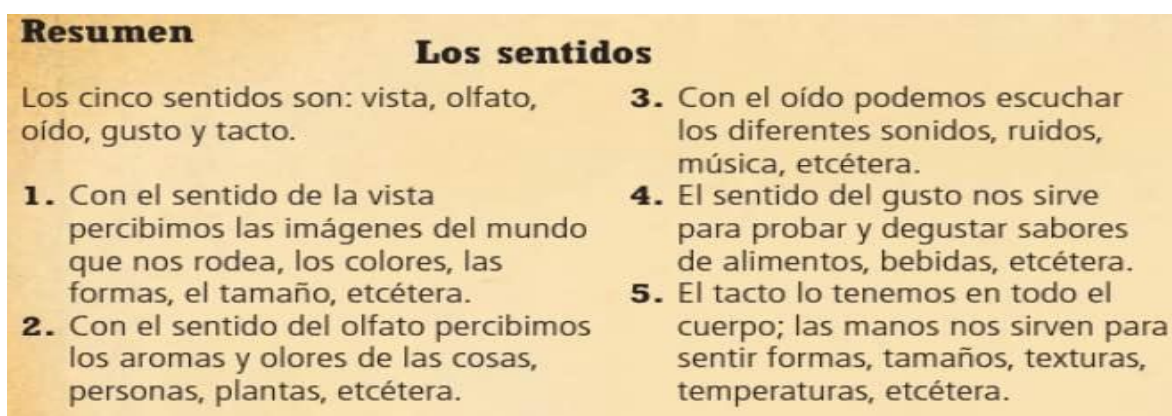 Resumen
Los sentidos
Los cinco sentidos son: vista, olfato,
oído, gusto y tacto.
1. Con el sentido de la vista
percibimos las imágenes del mundo
que nos rodea, los colores, las
formas, el tamaño, etcétera.
2. Con el sentido del olfato percibimos
los aromas y olores de las cosas,
personas, plantas, etcétera.
3. Con el oído podemos escuchar
los diferentes sonidos, ruidos,
música, etcétera.
4. El sentido del gusto nos sirve
para probar y degustar sabores
de alimentos, bebidas, etcétera.
5. El tacto lo tenemos en todo el
cuerpo; las manos nos sirven para
sentir formas, tamaños, texturas,
temperaturas, etcétera.